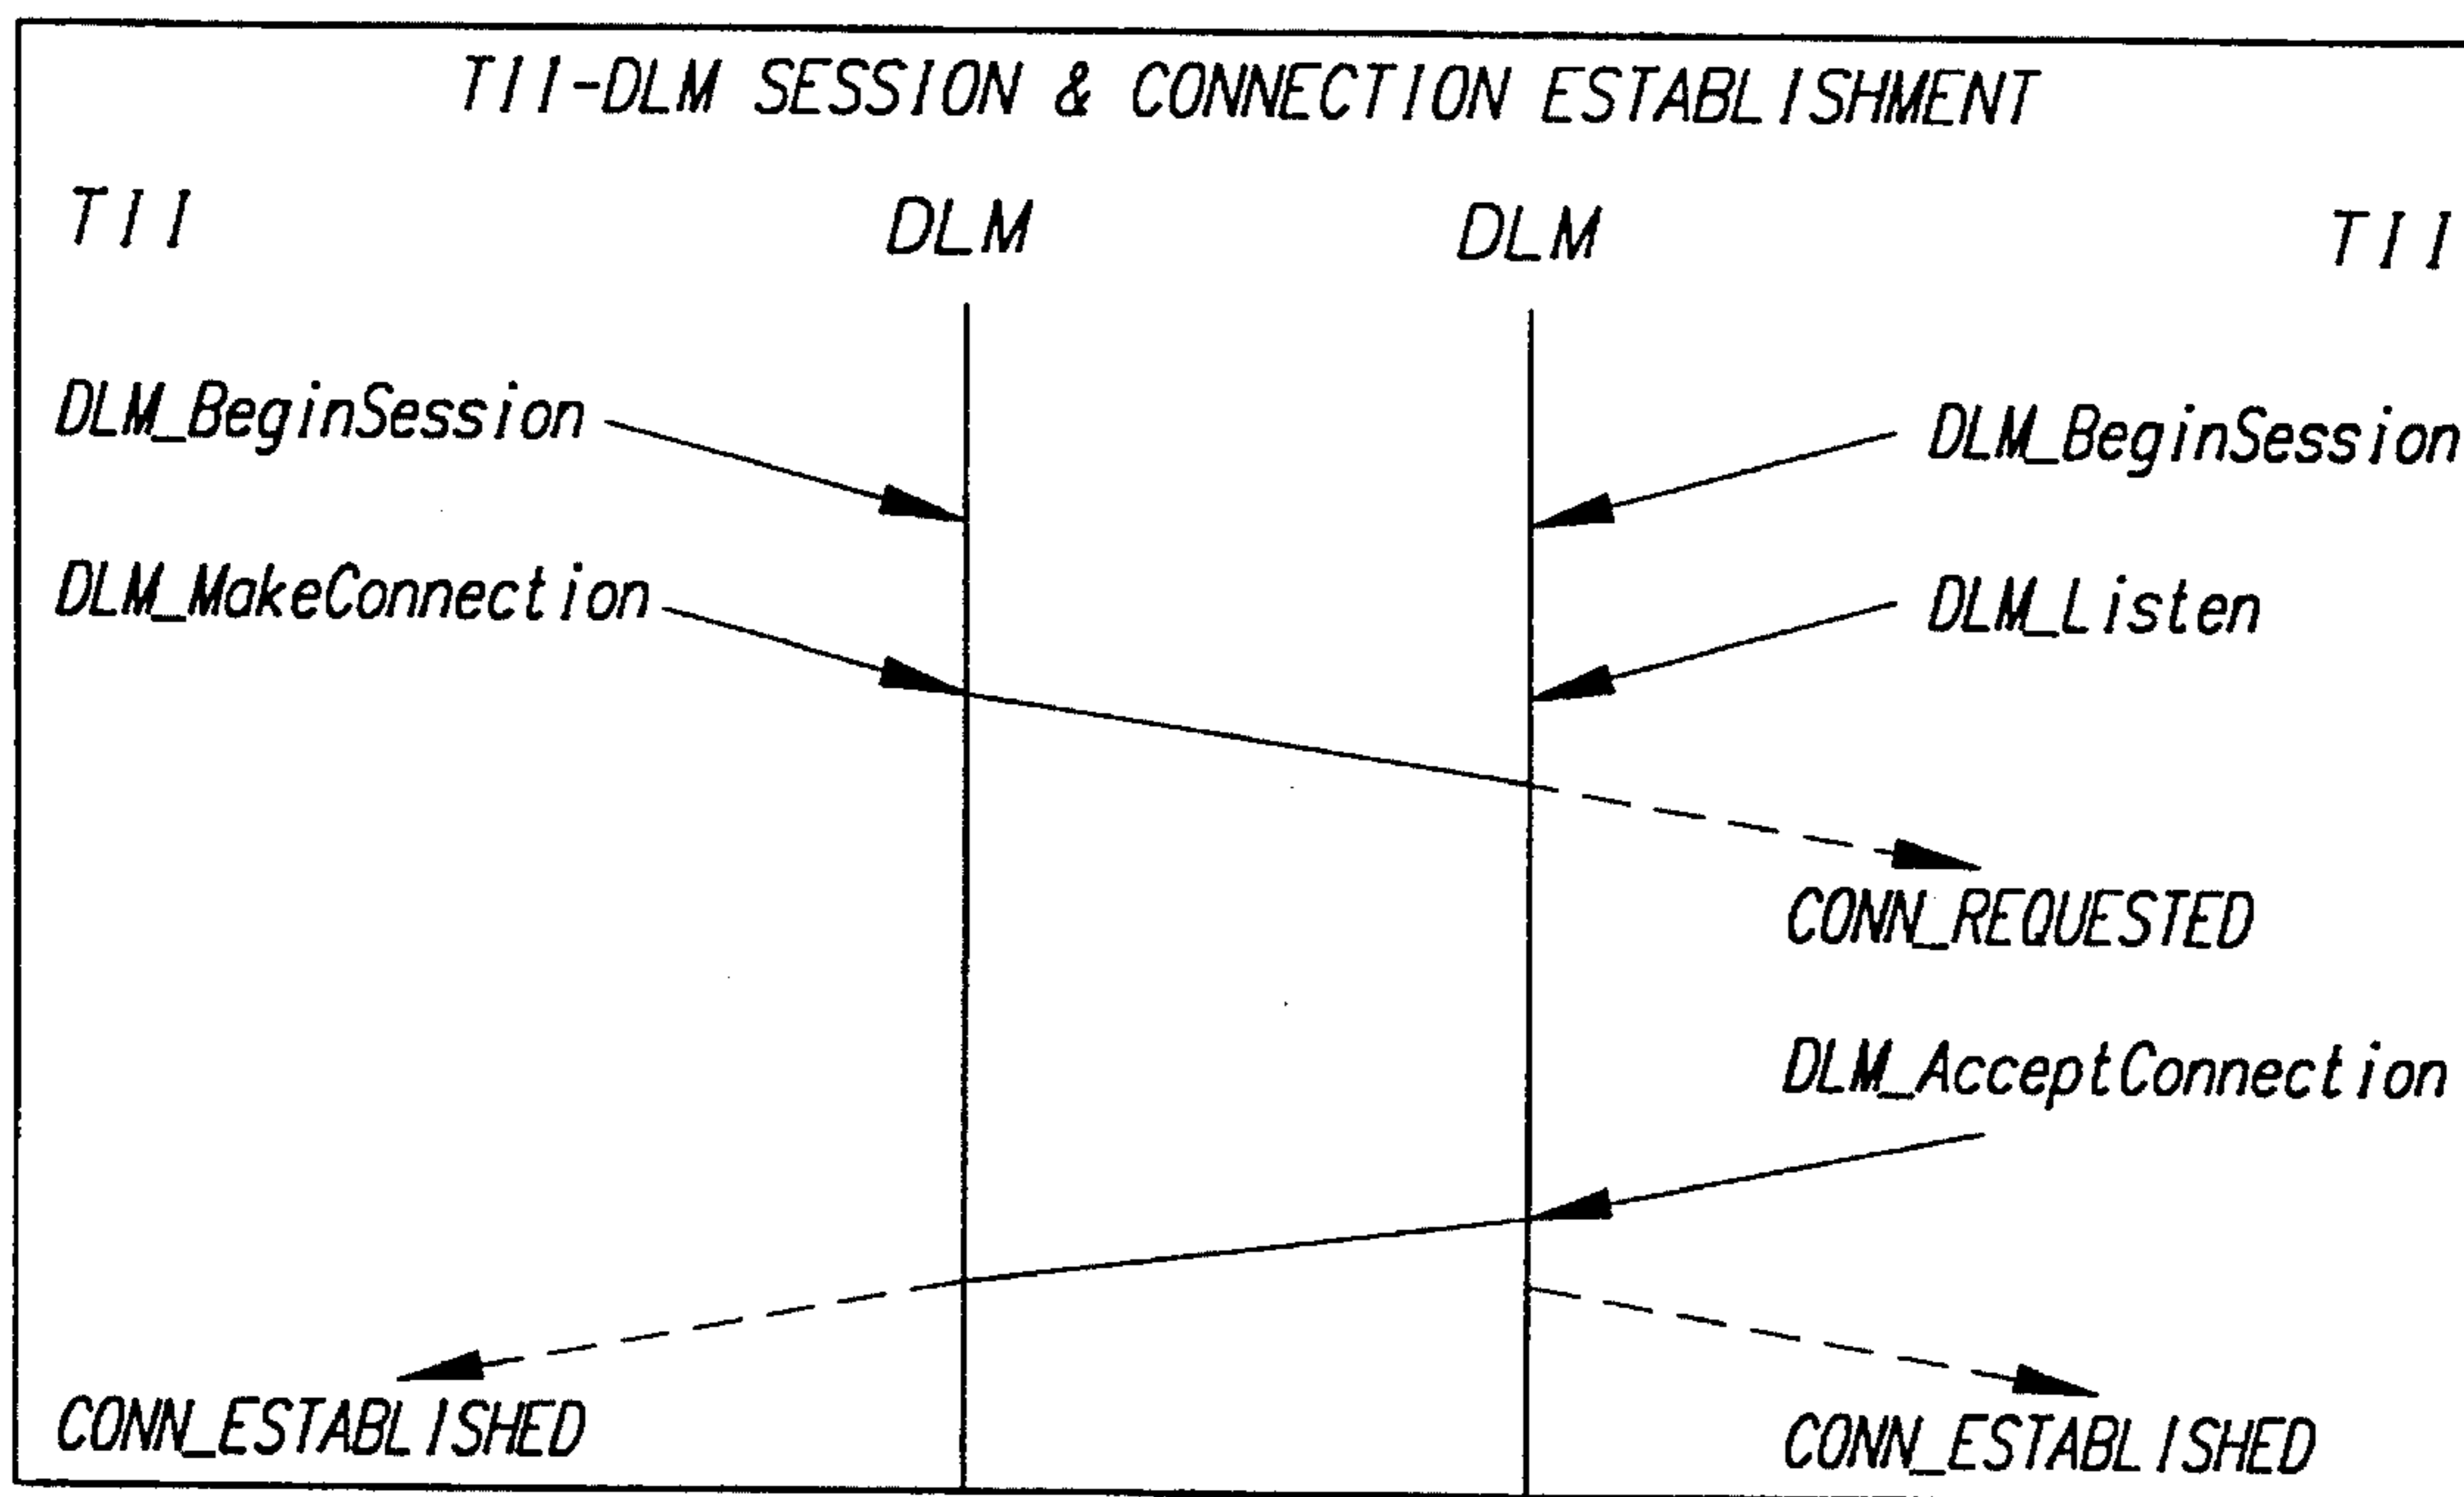 TII-DLM SESSION & CONNECTION ESTABLISHMENT
TII DLM DLM TII
DLM_BeginSession DLM_BeginSession
DLM_MakeConnection DLM_Listen
CONN_REQUESTED
DLM_AcceptConnection
CONN_ESTABLISHED CONN_ESTABLISHED